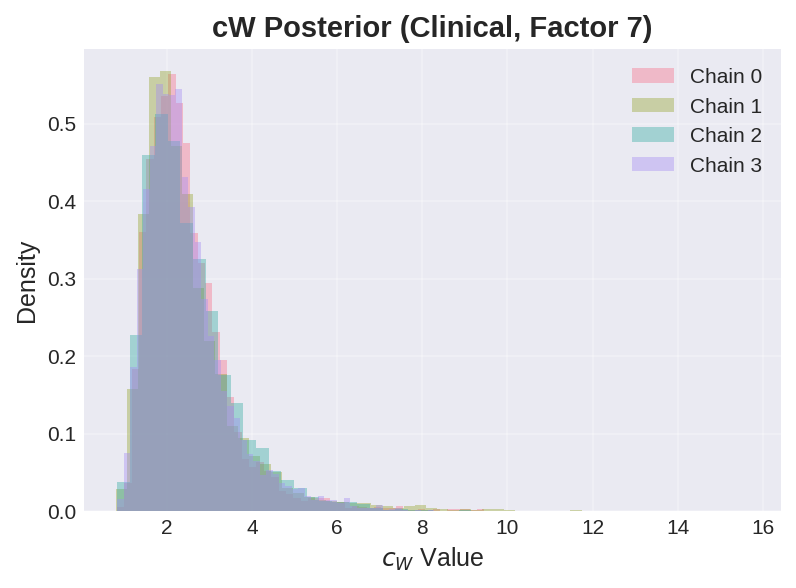 cW Posterior (Clinical, Factor 7)
Chain 0
Chain 1
Chain 2
Chain 3
Density
0.5
0.4
0.3
0.2
0.1
0.0
2 4 6 8 10 12 14 16
c_W Value